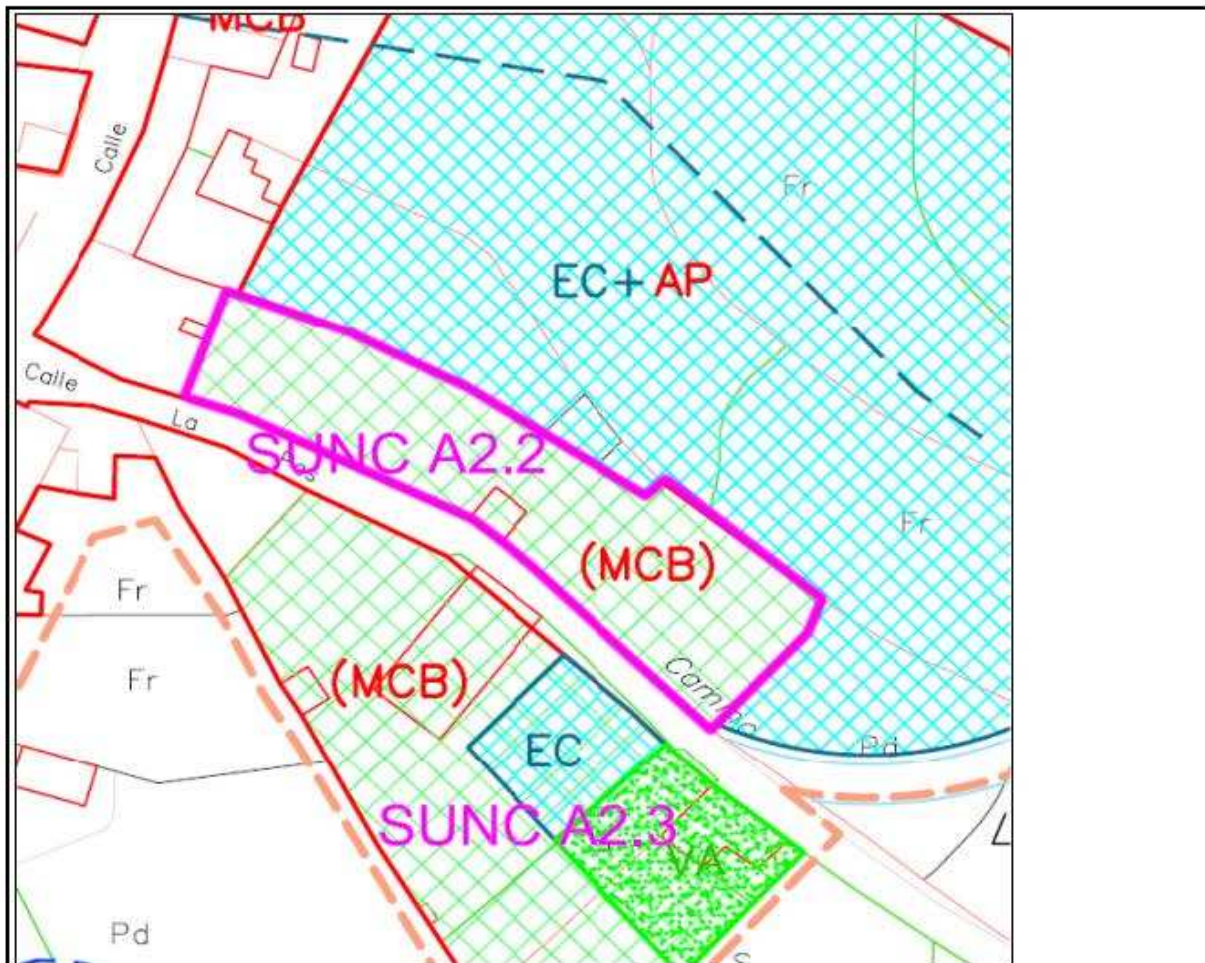 MCB
Calle
Fr
EC+ AP
Calle
La
SUNC A2.2
Fr
(MCB)
Fr
Camino
(MCB)
Fr
EC
Pd
SUNC A2.3
VA
Pd
S